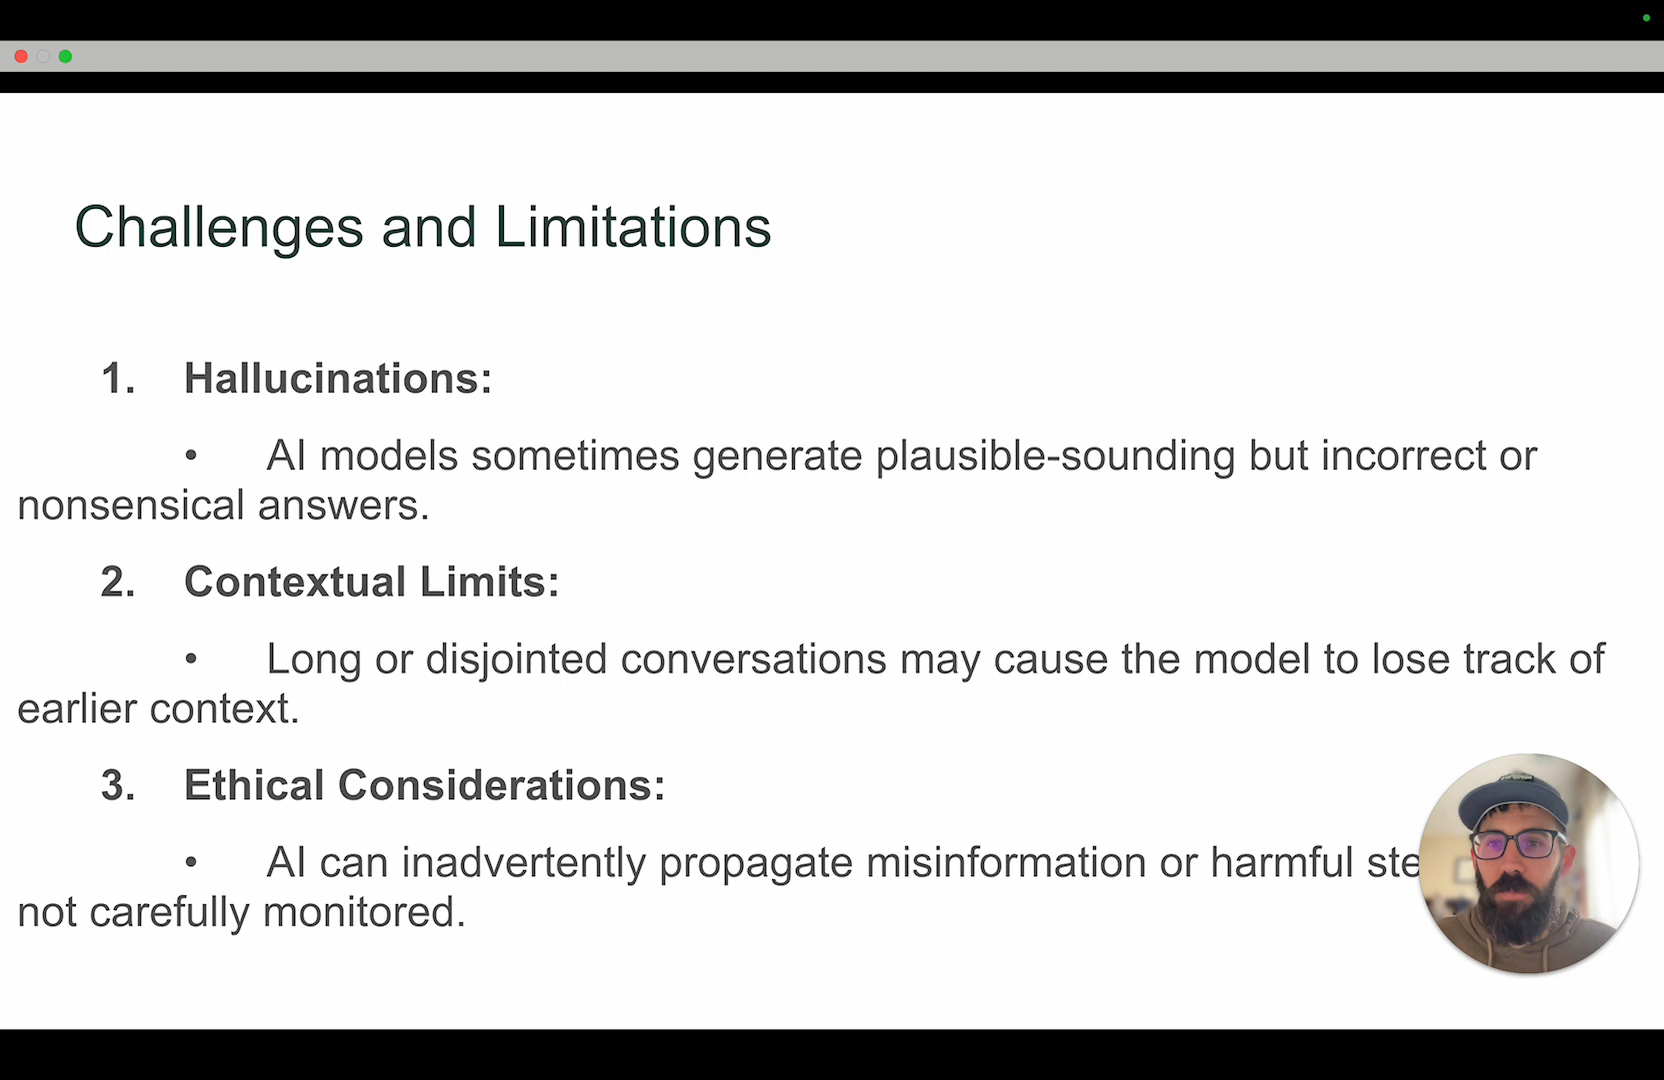 Challenges and Limitations
1. Hallucinations:
• AI models sometimes generate plausible-sounding but incorrect or
nonsensical answers.
2. Contextual Limits:
• Long or disjointed conversations may cause the model to lose track of
earlier context.
3. Ethical Considerations:
• AI can inadvertently propagate misinformation or harmful
not carefully monitored.